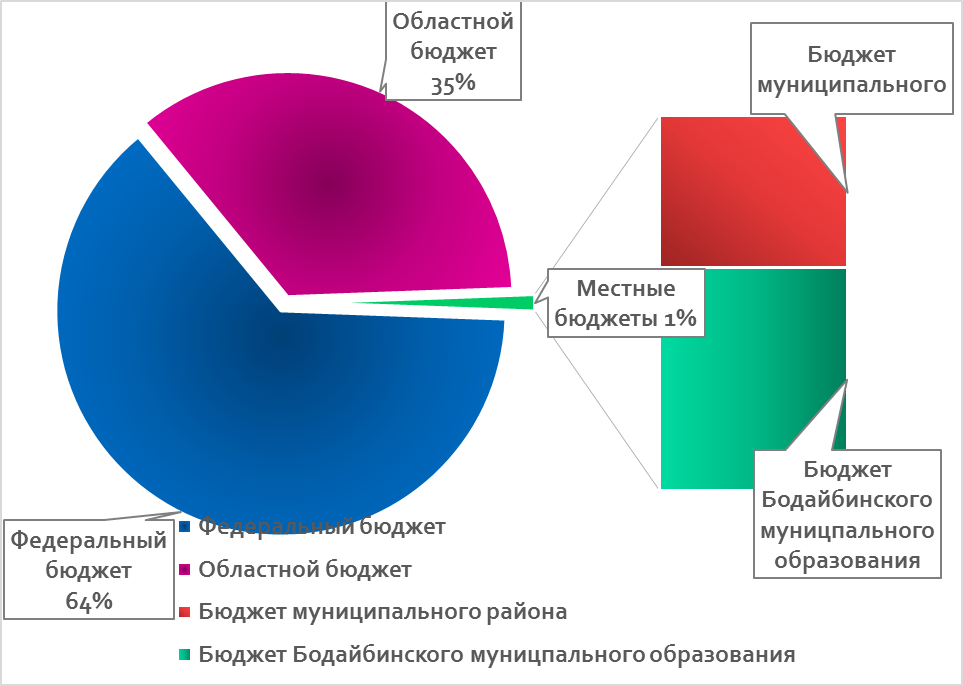 Областной
бюджет
35%
Бюджет
муниципального
Местные
бюджеты 1%
Бюджет
Бодайбинского
муницпального
образования
Федеральный
бюджет
64%
Федеральный бюджет
Областной бюджет
Бюджет муниципального района
Бюджет Бодайбинского муницпального образования